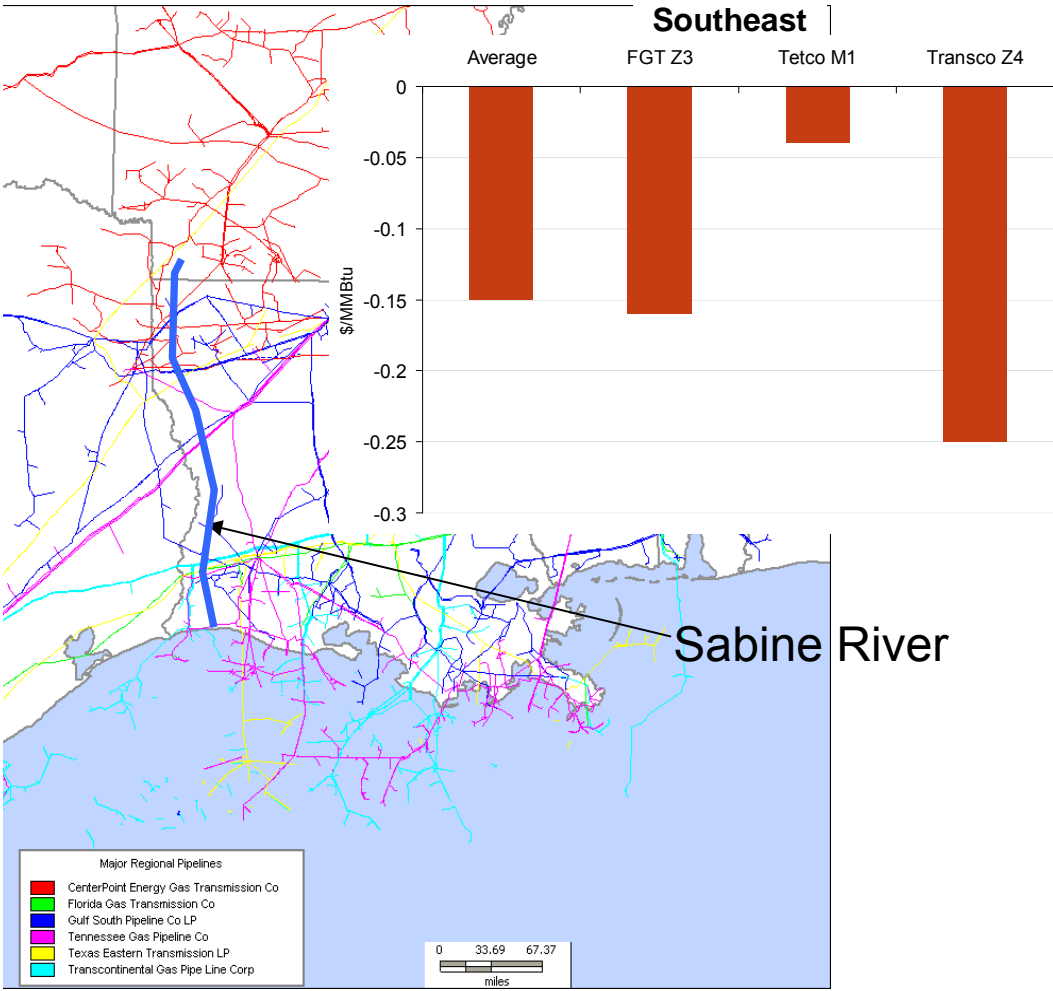 Southeast
Average FGT Z3 Tetco M1 Transco Z4
0
-0.05
-0.1
-0.15
-0.2
-0.25
-0.3
$/MMBtu
Sabine River
Major Regional Pipelines
CenterPoint Energy Gas Transmission Co
Florida Gas Transmission Co
Gulf South Pipeline Co LP
Tennessee Gas Pipeline Co
Texas Eastern Transmission LP
Transcontinental Gas Pipe Line Corp
0 33.69 67.37
miles